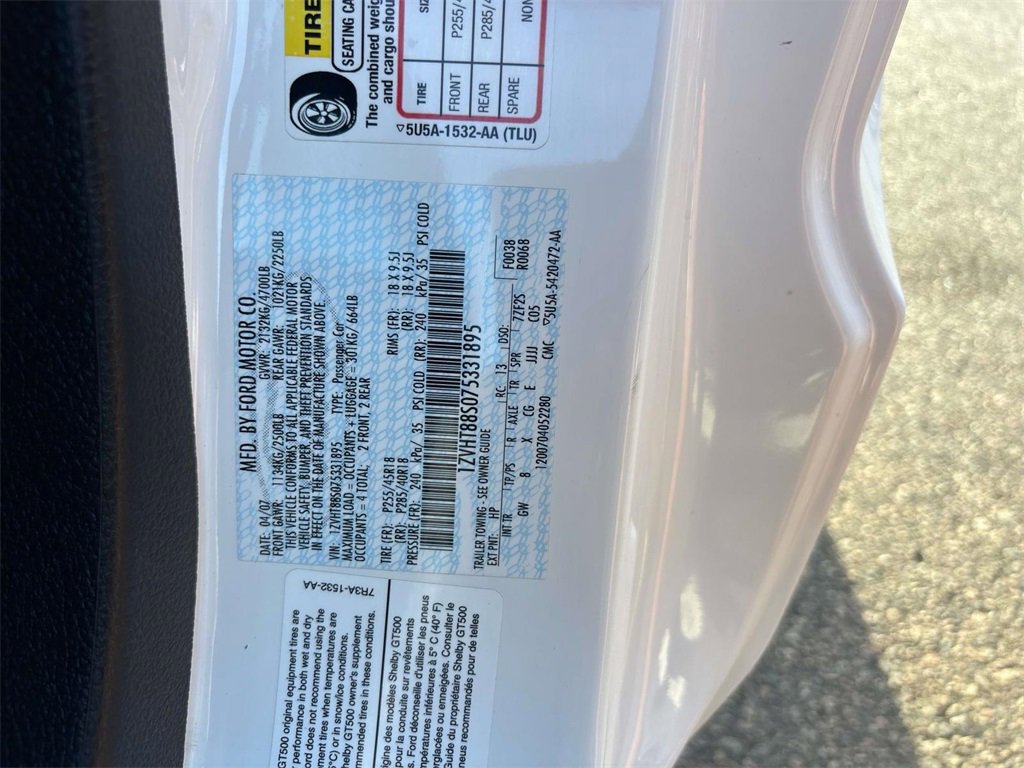 TIRE
SEATING CA
The combined weig
and cargo shou
TIRE SIZ
FRONT P255/4
REAR P285/4
SPARE NON
5U5A-1532-AA (TLU)
MFD. BY FORD MOTOR CO.
DATE: 04/07 GVWR: 2132KG/4700LB
FRONT GAWR: 1134KG/2500LB REAR GAWR: 1021KG/2250LB
THIS VEHICLE CONFORMS TO ALL APPLICABLE FEDERAL MOTOR
VEHICLE SAFETY, BUMPER, AND THEFT PREVENTION STANDARDS
IN EFFECT ON THE DATE OF MANUFACTURE SHOWN ABOVE.
VIN: 1ZVHT88S075331895 TYPE: Passenger Car
MAXIMUM LOAD = OCCUPANTS + LUGGAGE = 301KG/ 664LB
OCCUPANTS = 4 TOTAL: 2 FRONT, 2 REAR
TIRE (FR): P255/45R18 RIMS (FR): 18 X 9.5J
(RR): P285/40R18 (RR): 18 X 9.5J
PRESSURE (FR): 240 kPa/ 35 PSI COLD (RR): 240 kPa/ 35 PSI COLD
1ZVHT88S075331895
TRAILER TOWING - SEE OWNER GUIDE F0038
EXT PNT: HP RC: 13 DSO: R0068
INT TR TP/PS R AXLE TR SPR 7ZF2S
GW 8 X CG E JJJJ C05
1200704052280 CMC 5U5A-5420472-AA
7R3A-1532-AA
GT500 original equipment tires are
performance in both wet and dry
ord does not recommend using the
ment tires when temperatures are
5°C) or in snow/ice conditions.
helby GT500 owner's supplement
mmended tires in these conditions.
igine des modèles Shelby GT500
pour la conduite sur revêtements
s. Ford déconseille d'utiliser les pneus
mpératures inférieures à 5° C (40° F)
erglacées ou enneigées. Consulter le
Guide du propriétaire Shelby GT500
neus recommandés pour de telles